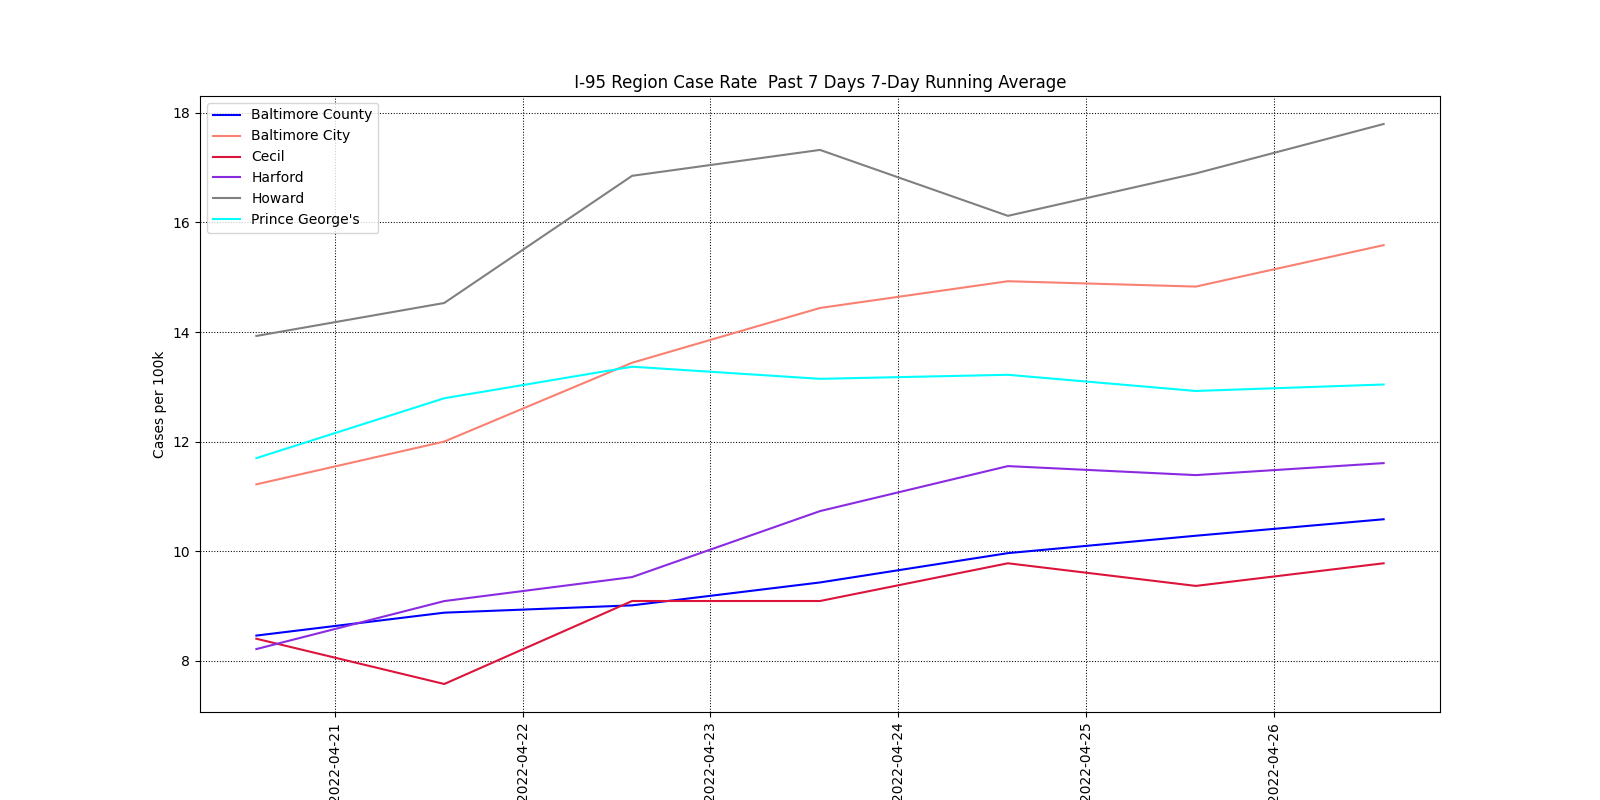 I-95 Region Case Rate  Past 7 Days 7-Day Running Average
Baltimore County
Baltimore City
Cecil
Harford
Howard
Prince George's
Cases per 100k
18
16
14
12
10
8
2022-04-21
2022-04-22
2022-04-23
2022-04-24
2022-04-25
2022-04-26